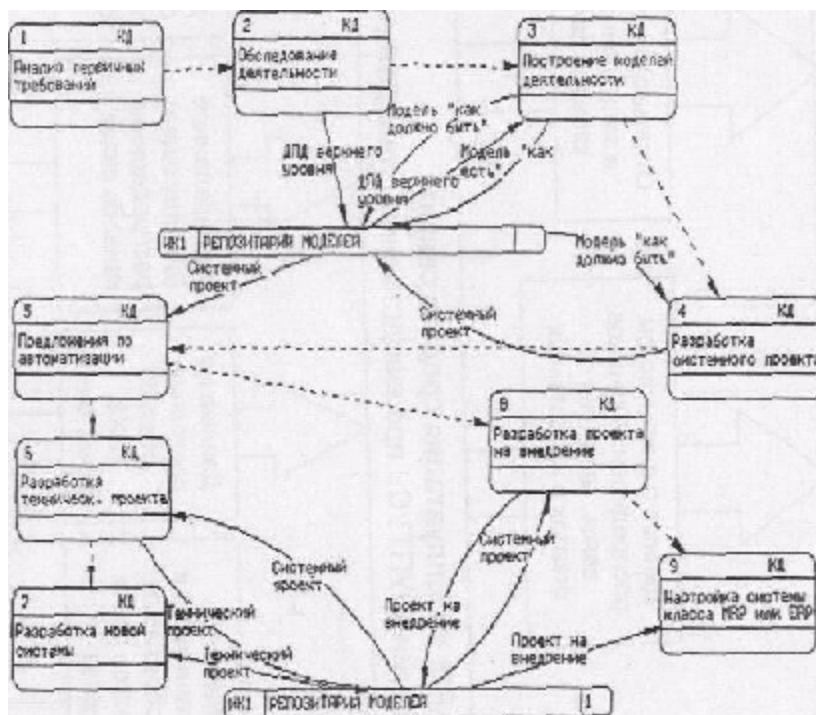 1 КД
Анализ первичных
требований
2 КД
Обследование
деятельности
3 КД
Построение моделей
деятельности
Модель "как
должно быть"
ДПД верхнего
уровня
ДПД верхнего
уровня
Модель "как
есть"
НК1 РЕПОЗИТАРИЙ МОДЕЛЕЙ
Модель "как
должно быть"
Системный
проект
Системный
проект
5 КД
Предложения по
автоматизации
4 КД
Разработка
системного проекта
8 КД
Разработка проекта
на внедрение
6 КД
Разработка
техническ. проекта
Системный
проект
Системный
проект
9 КД
Настройка системы
класса MRP или ERP
7 КД
Разработка новой
системы
Технический
проект
Технический
проект
Проект на
внедрение
Проект на
внедрение
НК1 РЕПОЗИТАРИЙ МОДЕЛЕЙ 1